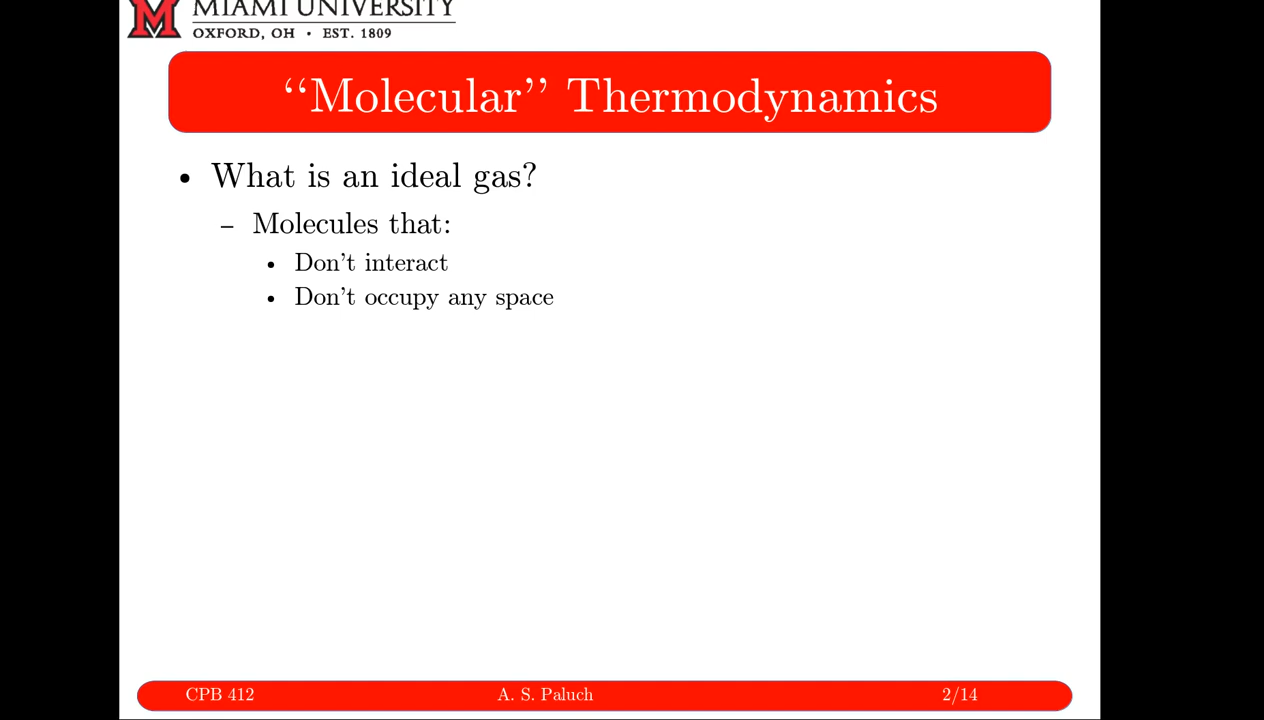 MIAMI UNIVERSITY
OXFORD, OH • EST. 1809
‘‘Molecular’’ Thermodynamics
• What is an ideal gas?
– Molecules that:
• Don't interact
• Don't occupy any space
CPB 412 A. S. Paluch 2/14